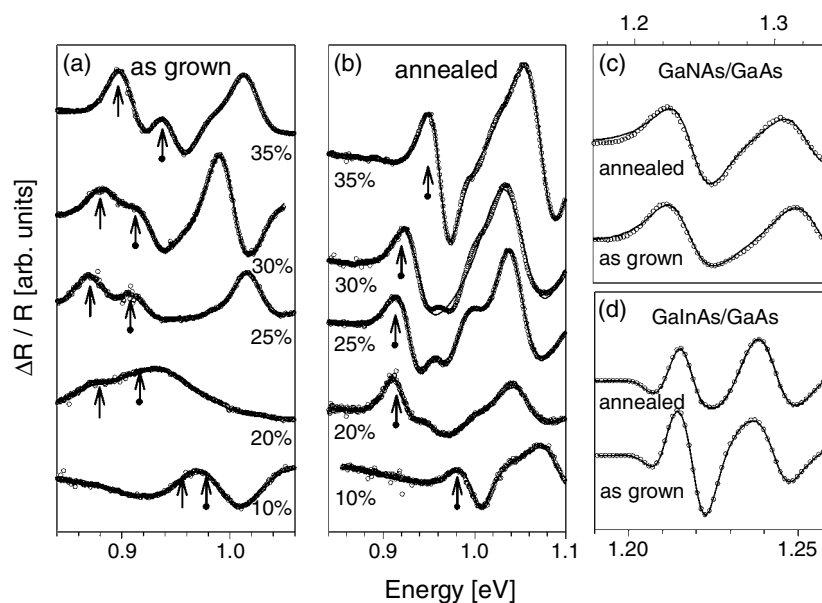 1.2 1.3
(a) as grown
35%
30%
25%
20%
10%
0.9 1.0
(b) annealed
35%
30%
25%
20%
10%
0.9 1.0 1.1
(c)
GaNAs/GaAs
annealed
as grown
(d)
GaInAs/GaAs
annealed
as grown
1.20 1.25
ΔR / R [arb. units]
Energy [eV]